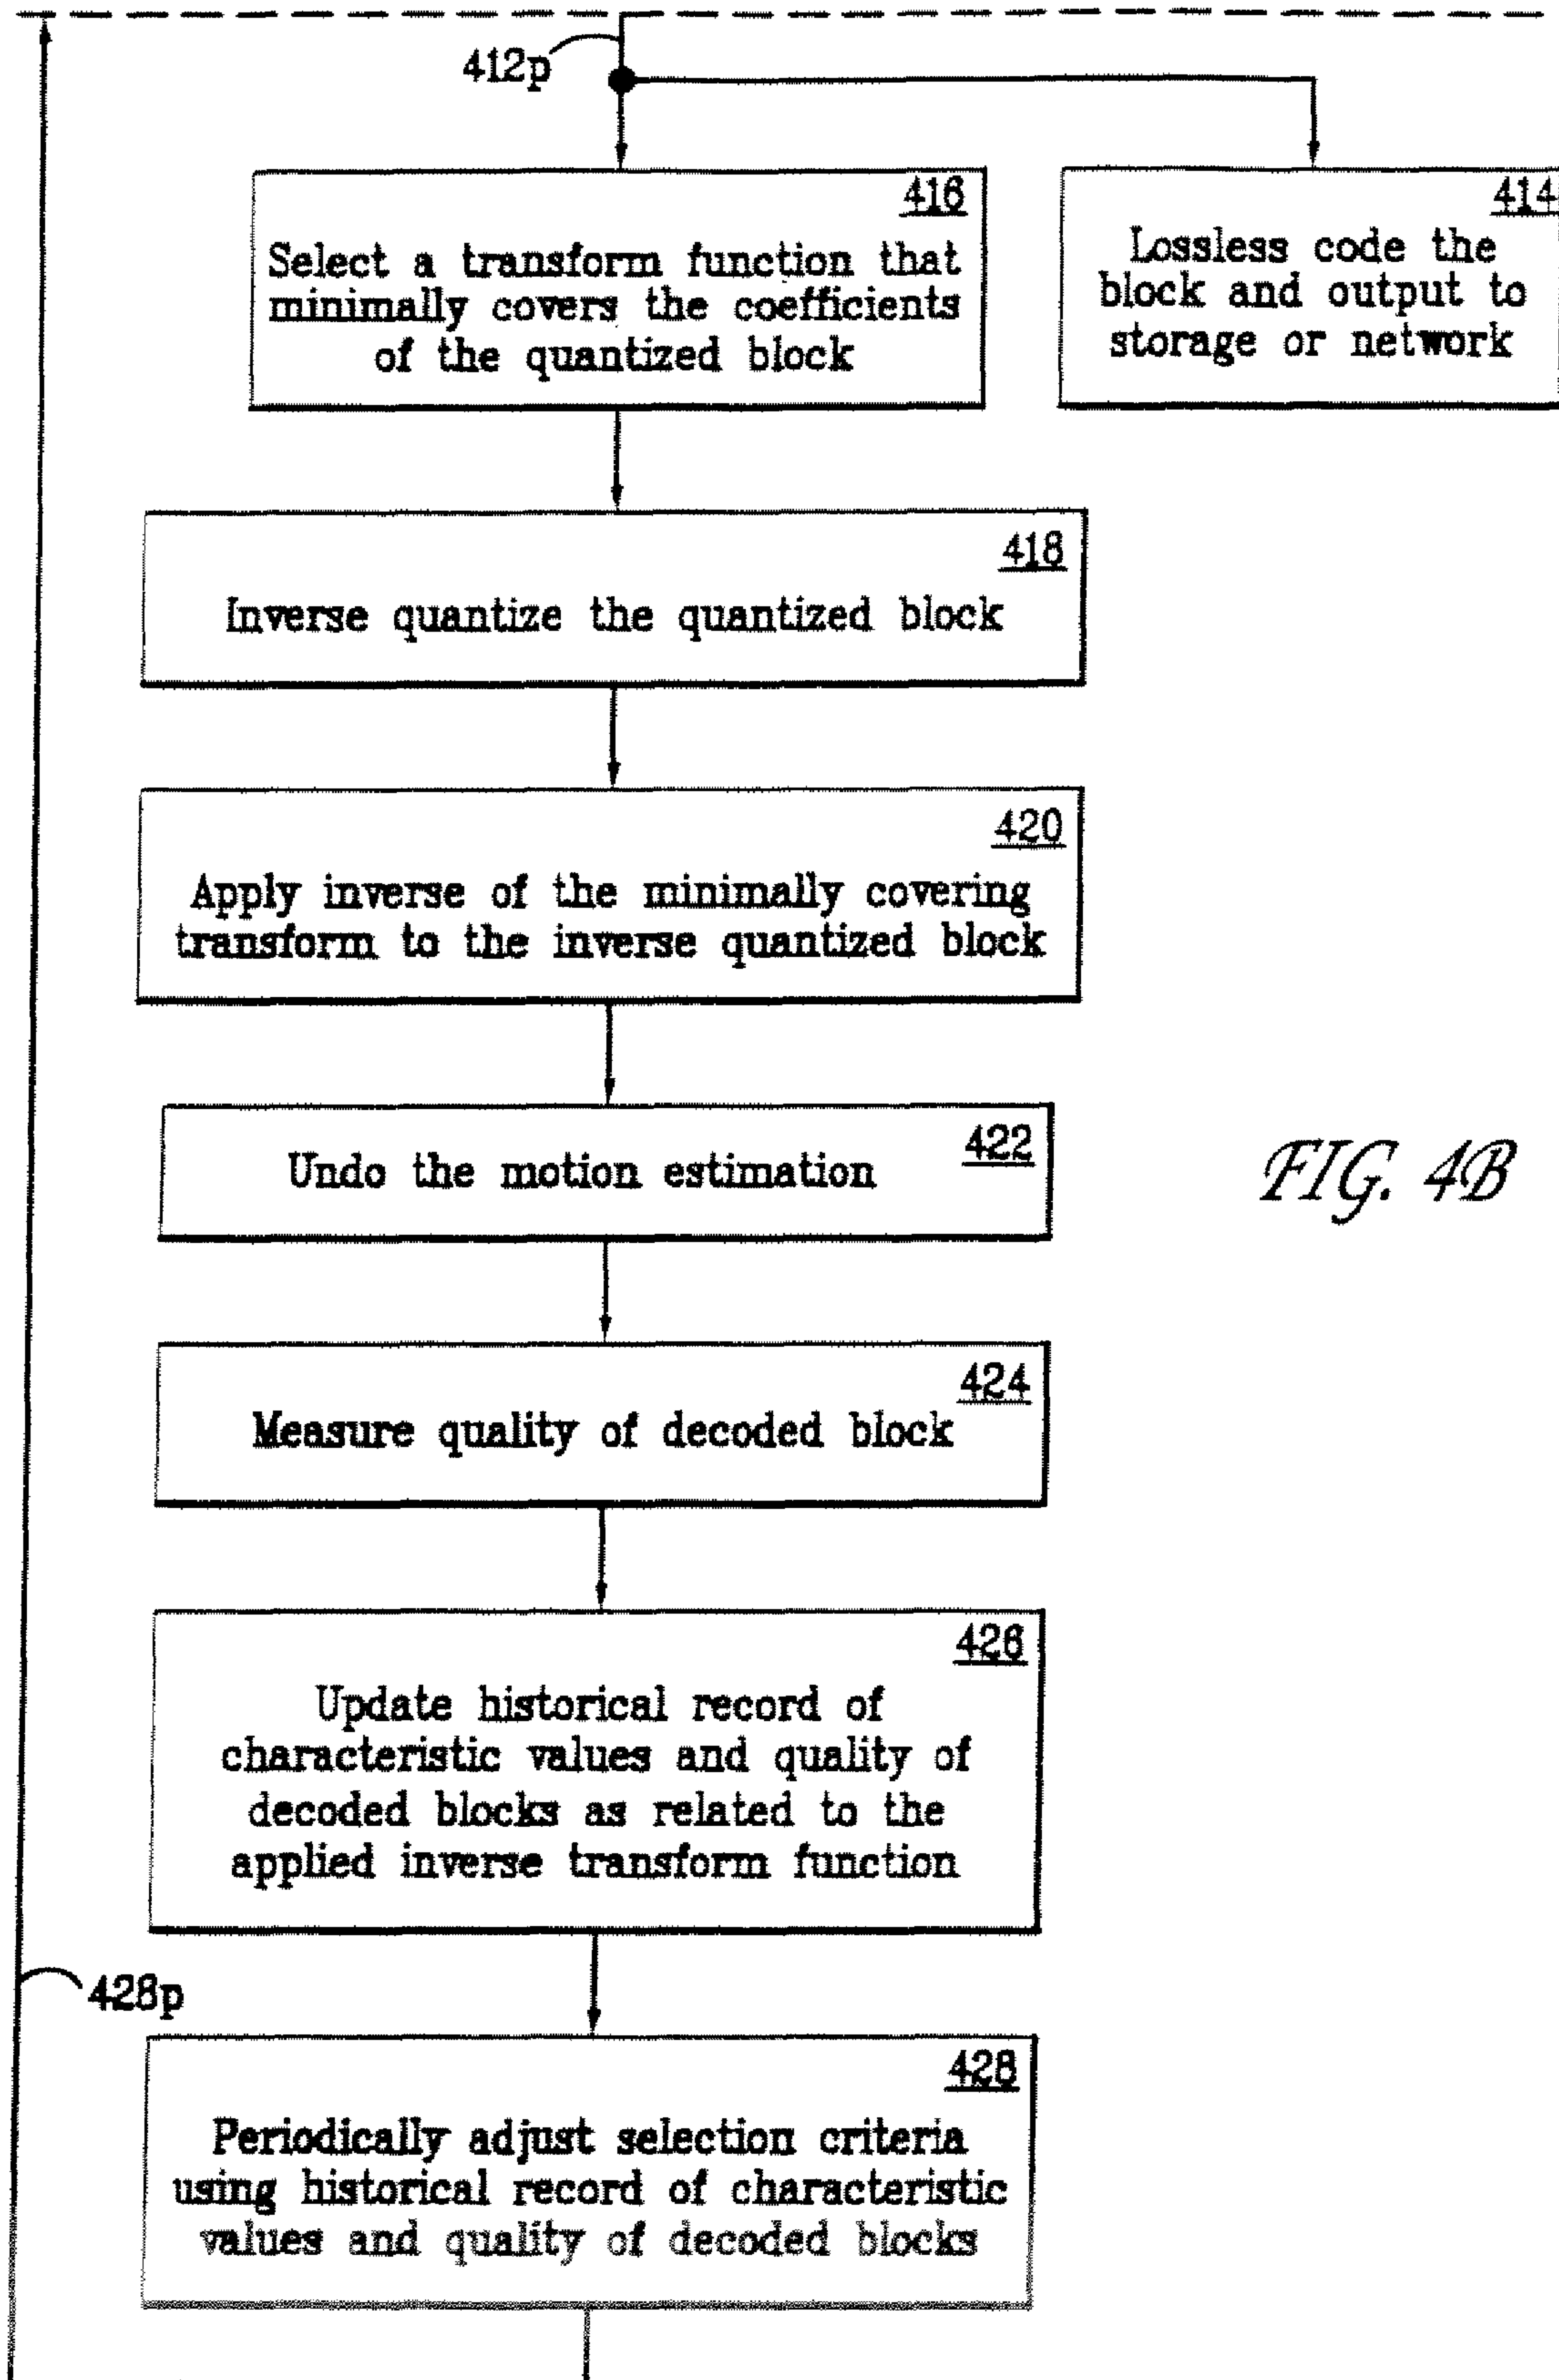 412p
416
Select a transform function that
minimally covers the coefficients
of the quantized block
414
Lossless code the
block and output to
storage or network
418
Inverse quantize the quantized block
420
Apply inverse of the minimally covering
transform to the inverse quantized block
422
Undo the motion estimation
FIG. 4B
424
Measure quality of decoded block
426
Update historical record of
characteristic values and quality of
decoded blocks as related to the
applied inverse transform function
428p
428
Periodically adjust selection criteria
using historical record of characteristic
values and quality of decoded blocks